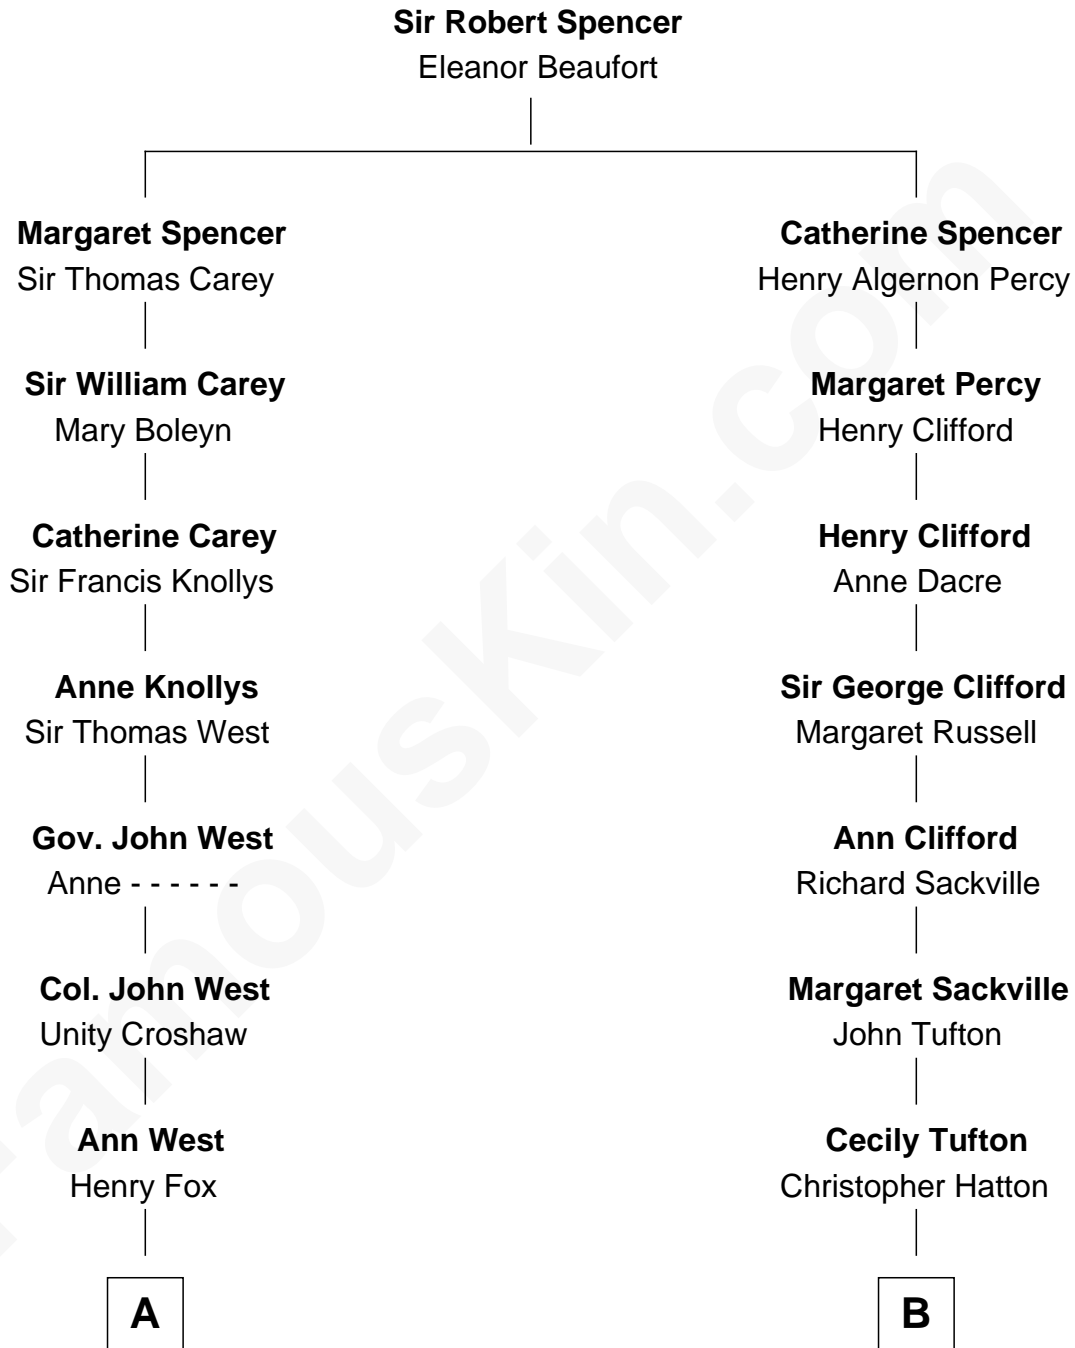 Sir Robert Spencer
Eleanor Beaufort
Margaret Spencer
Sir Thomas Carey
Catherine Spencer
Henry Algernon Percy
Sir William Carey
Mary Boleyn
Margaret Percy
Henry Clifford
Catherine Carey
Sir Francis Knollys
Henry Clifford
Anne Dacre
Anne Knollys
Sir Thomas West
Sir George Clifford
Margaret Russell
Gov. John West
Anne - - - - - -
Ann Clifford
Richard Sackville
Col. John West
Unity Croshaw
Margaret Sackville
John Tufton
Ann West
Henry Fox
Cecily Tufton
Christopher Hatton
A
B
FamousKin.com